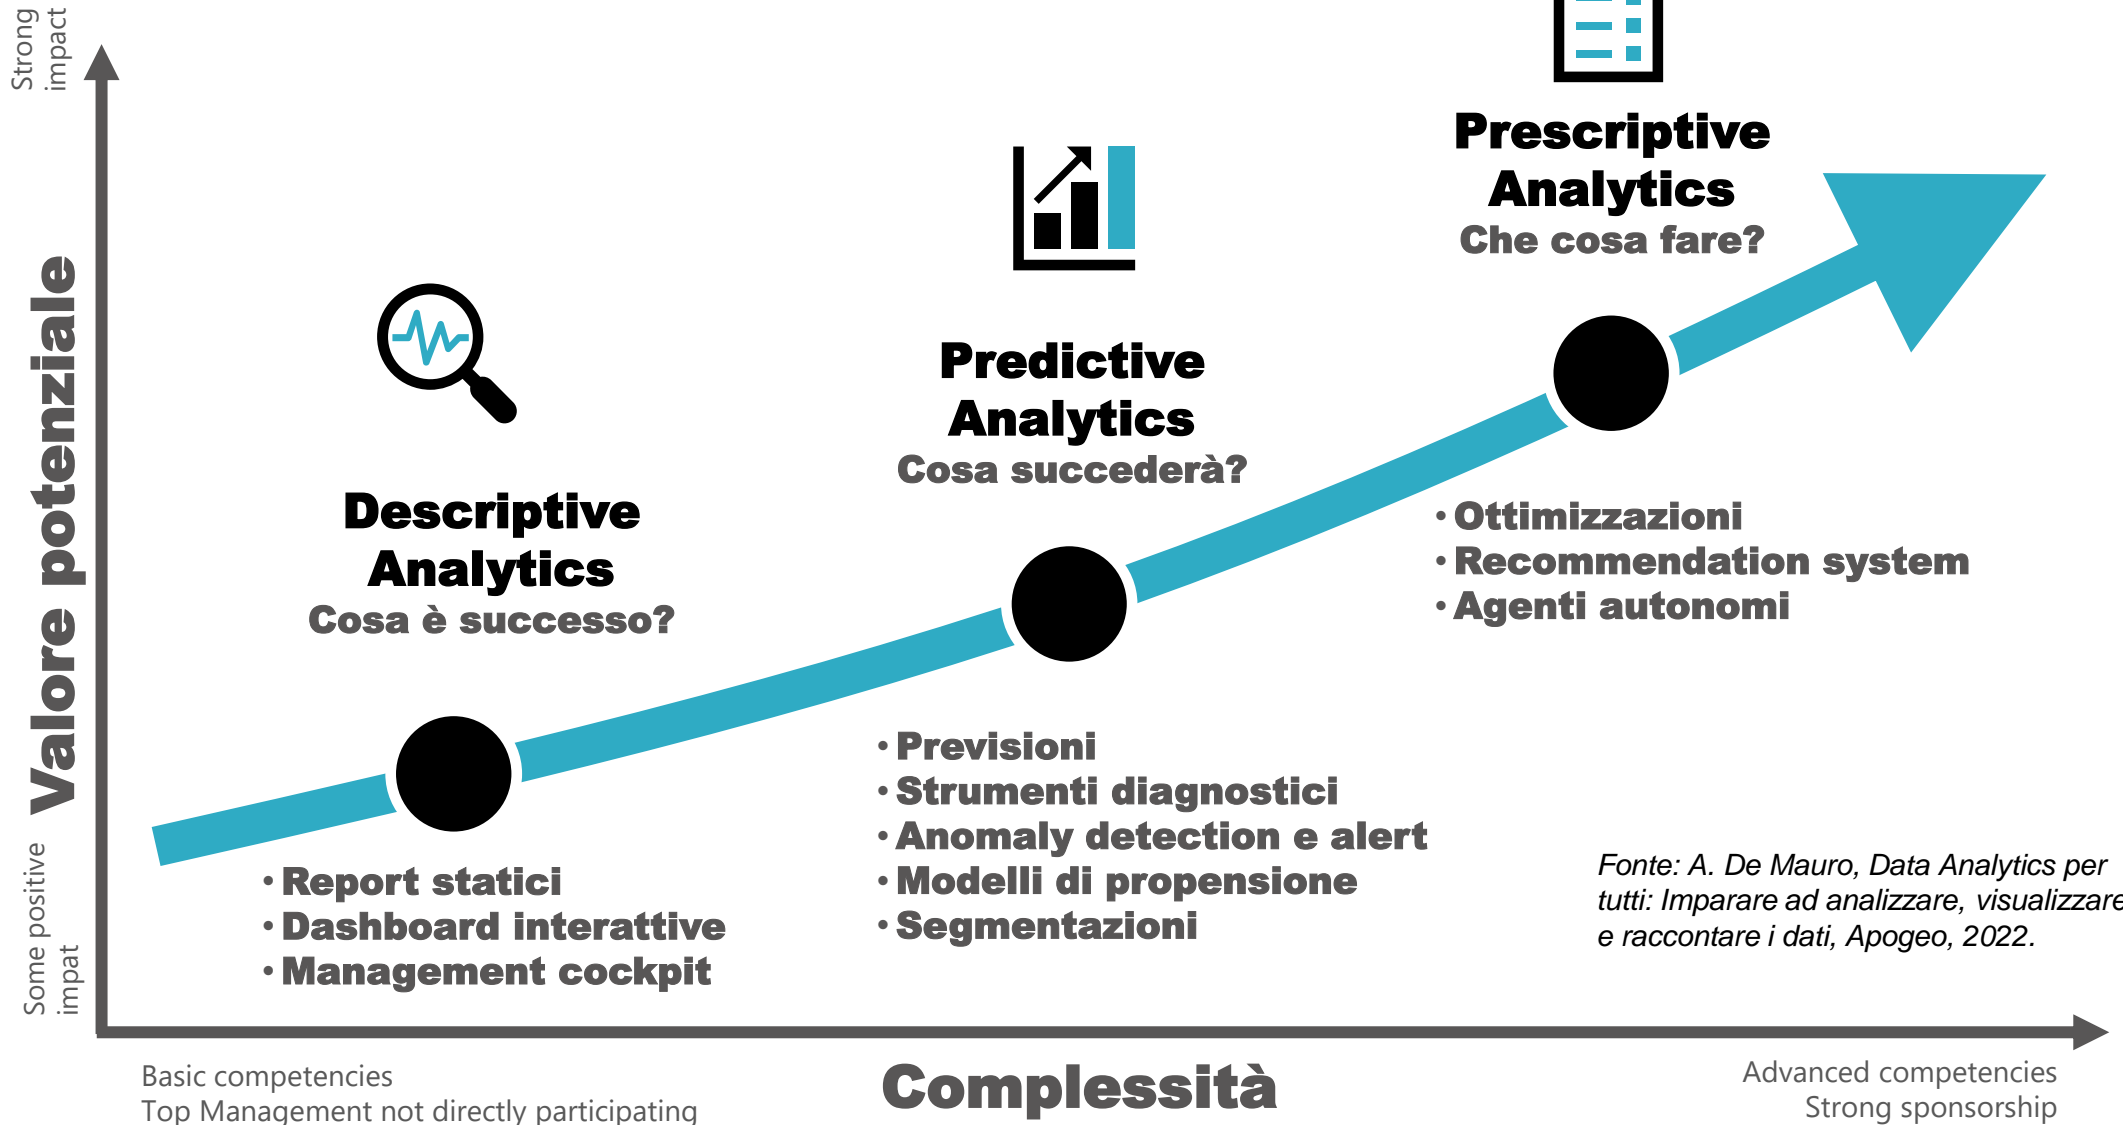 Strong
impact
Valore potenziale
Some positive
impat
Descriptive
Analytics
Cosa è successo?
• Report statici
• Dashboard interattive
• Management cockpit
Predictive
Analytics
Cosa succederà?
• Previsioni
• Strumenti diagnostici
• Anomaly detection e alert
• Modelli di propensione
• Segmentazioni
Prescriptive
Analytics
Che cosa fare?
• Ottimizzazioni
• Recommendation system
• Agenti autonomi
Fonte: A. De Mauro, Data Analytics per
tutti: Imparare ad analizzare, visualizzare
e raccontare i dati, Apogeo, 2022.
Basic competencies
Top Management not directly participating
Complessità
Advanced competencies
Strong sponsorship